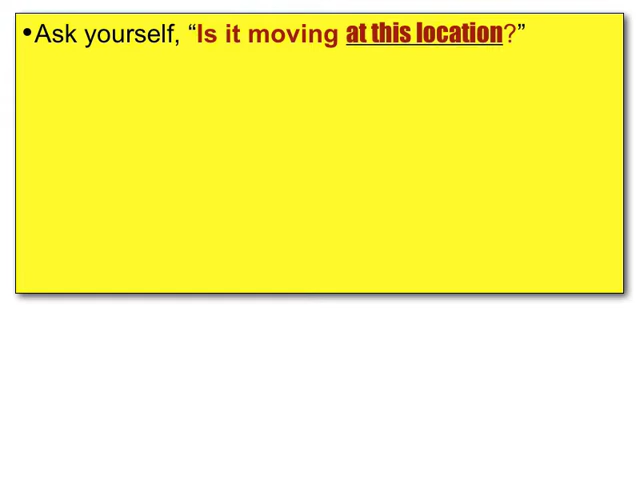 •Ask yourself, “Is it moving at this location?”